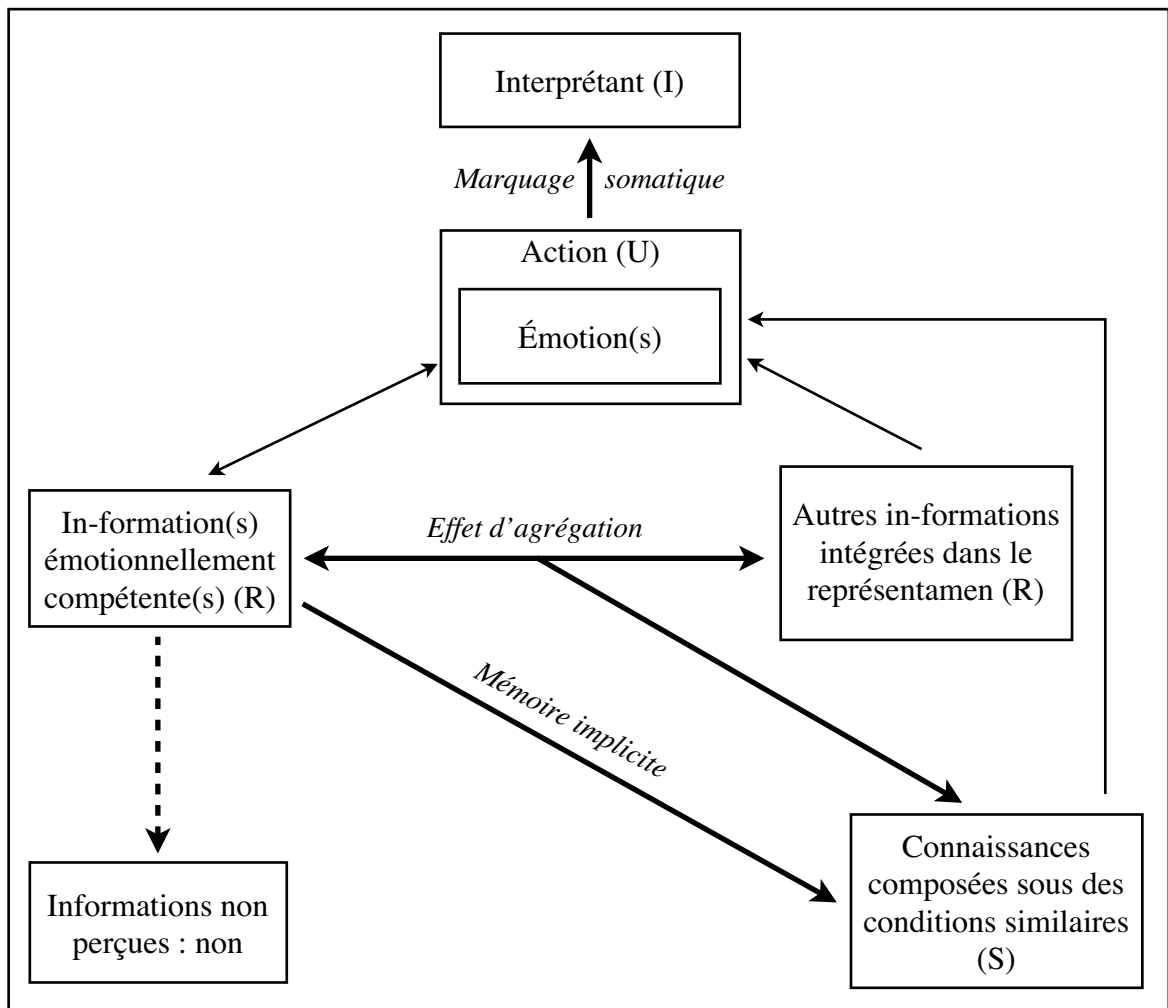 Interprétant (I)
Marquage somatique
Action (U)
Émotion(s)
In-formation(s)
émotionnellement
compétente(s) (R)
Effet d'agrégation
Autres in-formations
intégrées dans le
représentamen (R)
Mémoire implicite
Informations non
perçues : non
Connaissances
composées sous des
conditions similaires
(S)